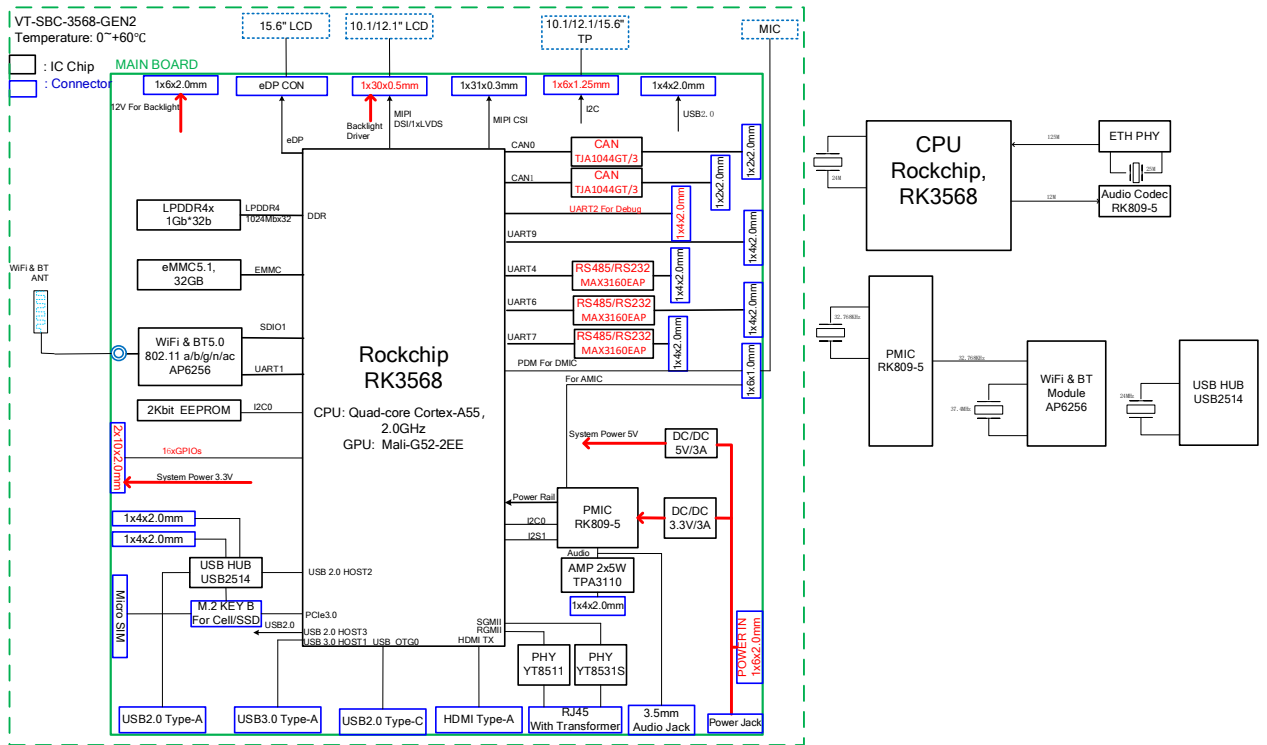 VT-SBC-3568-GEN2
Temperature: 0~+60℃
: IC Chip
: Connector
MAIN BOARD
15.6" LCD
10.1/12.1" LCD
10.1/12.1/15.6"
TP
MIC
1x6x2.0mm
eDP CON
1x30x0.5mm
1x31x0.3mm
1x6x1.25mm
1x4x2.0mm
12V For Backlight
eDP
Backlight
Driver
MIPI
DSI/1xLVDS
MIPI CSI
I2C
USB2.0
CAN0
CAN
TJA1044GT/3
1x2x2.0mm
CAN1
CAN
TJA1044GT/3
1x2x2.0mm
UART2 For Debug
1x4x2.0mm
UART9
1x4x2.0mm
UART4
RS485/RS232
MAX3160EAP
1x4x2.0mm
UART6
RS485/RS232
MAX3160EAP
1x4x2.0mm
UART7
RS485/RS232
MAX3160EAP
1x4x2.0mm
PDM For DMIC
For AMIC
1x6x1.0mm
LPDDR4x
1Gb*32b
LPDDR4
1024Mbx32
DDR
eMMC5.1,
32GB
EMMC
WiFi & BT
ANT
WiFi & BT5.0
802.11 a/b/g/n/ac
AP6256
SDIO1
UART1
2Kbit EEPROM
I2C0
2x10x2.0mm
16xGPIOs
System Power 3.3V
Rockchip
RK3568
CPU: Quad-core Cortex-A55,
2.0GHz
GPU: Mali-G52-2EE
System Power 5V
DC/DC
5V/3A
Power Rail
I2C0
I2S1
PMIC
RK809-5
DC/DC
3.3V/3A
Audio
AMP 2x5W
TPA3110
1x4x2.0mm
1x4x2.0mm
1x4x2.0mm
USB HUB
USB2514
USB 2.0 HOST2
Micro SIM
M.2 KEY B
For Cell/SSD
PCIe3.0
USB2.0
USB 2.0 HOST3
USB 3.0 HOST1
USB OTG0
HDMI TX
SGMII
RGMII
PHY
YT8511
PHY
YT8531S
POWER IN
1x6x2.0mm
USB2.0 Type-A
USB3.0 Type-A
USB2.0 Type-C
HDMI Type-A
RJ45
With Transformer
3.5mm
Audio Jack
Power Jack
CPU
Rockchip,
RK3568
24M
125M
ETH PHY
25M
12M
Audio Codec
RK809-5
32.768KHz
PMIC
RK809-5
32.768KHz
37.4MHz
WiFi & BT
Module
AP6256
24MHz
USB HUB
USB2514